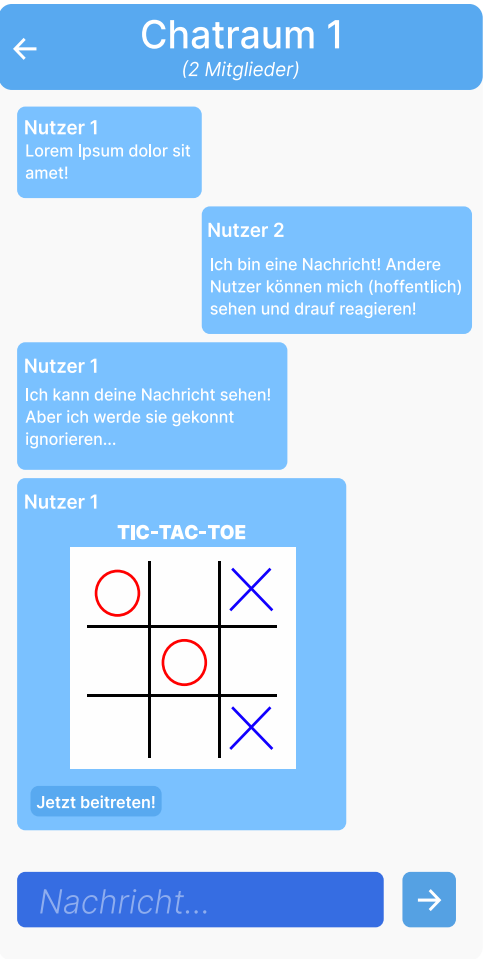 Chatraum 1
(2 Mitglieder)
Nutzer 1
Lorem Ipsum dolor sit
amet!
Nutzer 2
Ich bin eine Nachricht! Andere
Nutzer können mich (hoffentlich)
sehen und drauf reagieren!
Nutzer 1
Ich kann deine Nachricht sehen!
Aber ich werde sie gekonnt
ignorieren...
Nutzer 1
TIC-TAC-TOE
Jetzt beitreten!
Nachricht...